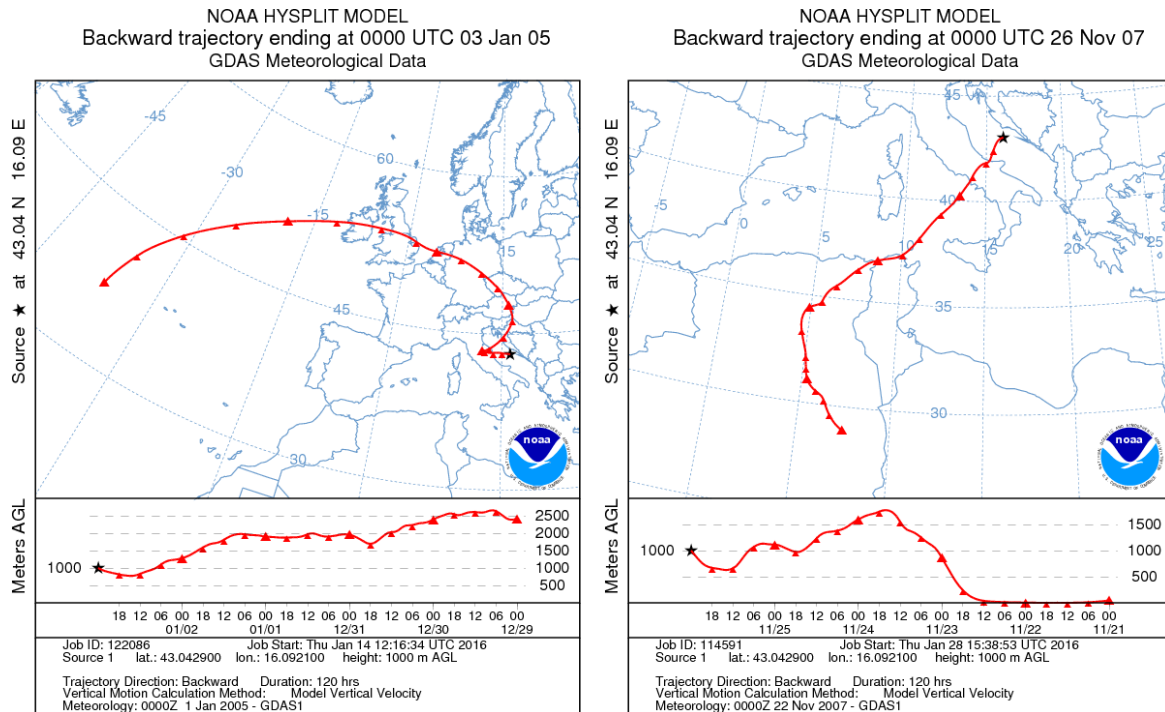 NOAA HYSPLIT MODEL
Backward trajectory ending at 0000 UTC 03 Jan 05
GDAS Meteorological Data
Source ★ at 43.04 N 16.09 E
-45
-30
-15
60
15
45
30
noaa
Meters AGL
1000
2500
2000
1500
1000
500
18 12 06 00 18 12 06 00 18 12 06 00 18 12 06 00 18 12 06 00
01/02 01/01 12/31 12/30 12/29
Job ID: 122086 Job Start: Thu Jan 14 12:16:34 UTC 2016
Source 1 lat.: 43.042900 lon.: 16.092100 height: 1000 m AGL
Trajectory Direction: Backward Duration: 120 hrs
Vertical Motion Calculation Method: Model Vertical Velocity
Meteorology: 0000Z 1 Jan 2005 - GDAS1
NOAA HYSPLIT MODEL
Backward trajectory ending at 0000 UTC 26 Nov 07
GDAS Meteorological Data
Source ★ at 43.04 N 16.09 E
45
40
-5
0
5
10
15
20
25
35
30
noaa
Meters AGL
1000
1500
1000
500
18 12 06 00 18 12 06 00 18 12 06 00 18 12 06 00 18 12 06 00
11/25 11/24 11/23 11/22 11/21
Job ID: 114591 Job Start: Thu Jan 28 15:38:53 UTC 2016
Source 1 lat.: 43.042900 lon.: 16.092100 height: 1000 m AGL
Trajectory Direction: Backward Duration: 120 hrs
Vertical Motion Calculation Method: Model Vertical Velocity
Meteorology: 0000Z 22 Nov 2007 - GDAS1